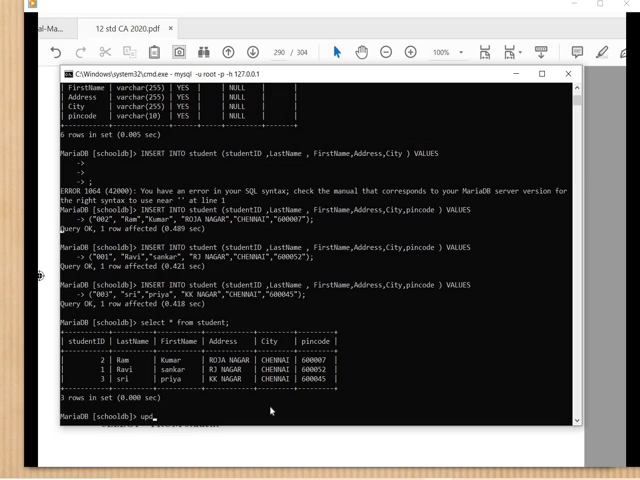 al-Ma...
12 std CA 2020.pdf
×
290 / 304
100%
C:\Windows\system32\cmd.exe - mysql -u root -p -h 127.0.0.1
| FirstName | varchar(255) | YES | | NULL | |
| Address | varchar(255) | YES | | NULL | |
| City | varchar(255) | YES | | NULL | |
| pincode | varchar(10) | YES | | NULL | |
6 rows in set (0.005 sec)
MariaDB [schooldb]> INSERT INTO student (studentID ,LastName , FirstName,Address,City ) VALUES
->
->
-> ;
ERROR 1064 (42000): You have an error in your SQL syntax; check the manual that corresponds to your MariaDB server version for
the right syntax to use near '' at line 1
MariaDB [schooldb]> INSERT INTO student (studentID ,LastName , FirstName,Address,City,pincode ) VALUES
-> ("002", "Ram","Kumar", "ROJA NAGAR","CHENNAI","600007");
Query OK, 1 row affected (0.489 sec)
MariaDB [schooldb]> INSERT INTO student (studentID ,LastName , FirstName,Address,City,pincode ) VALUES
-> ("001", "Ravi","sankar", "RJ NAGAR","CHENNAI","600052");
Query OK, 1 row affected (0.421 sec)
MariaDB [schooldb]> INSERT INTO student (studentID ,LastName , FirstName,Address,City,pincode ) VALUES
-> ("003", "sri","priya", "KK NAGAR","CHENNAI","600045");
Query OK, 1 row affected (0.418 sec)
MariaDB [schooldb]> select * from student;
| studentID | LastName | FirstName | Address | City | pincode |
| 2 | Ram | Kumar | ROJA NAGAR | CHENNAI | 600007 |
| 1 | Ravi | sankar | RJ NAGAR | CHENNAI | 600052 |
| 3 | sri | priya | KK NAGAR | CHENNAI | 600045 |
3 rows in set (0.000 sec)
MariaDB [schooldb]> upd_